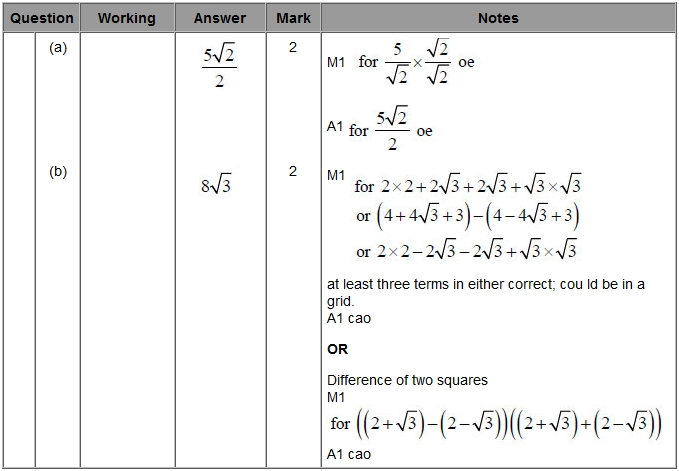 Question Working Answer Mark Notes
(a) 5√2/2 2 M1 for 5/√2 × √2/√2 oe
A1 for 5√2/2 oe
(b) 8√3 2 M1
for 2×2+2√3+2√3+√3×√3
or (4+4√3+3)−(4−4√3+3)
or 2×2−2√3−2√3+√3×√3
at least three terms in either correct; cou ld be in a
grid.
A1 cao
OR
Difference of two squares
M1
for ((2+√3)−(2−√3))((2+√3)+(2−√3))
A1 cao